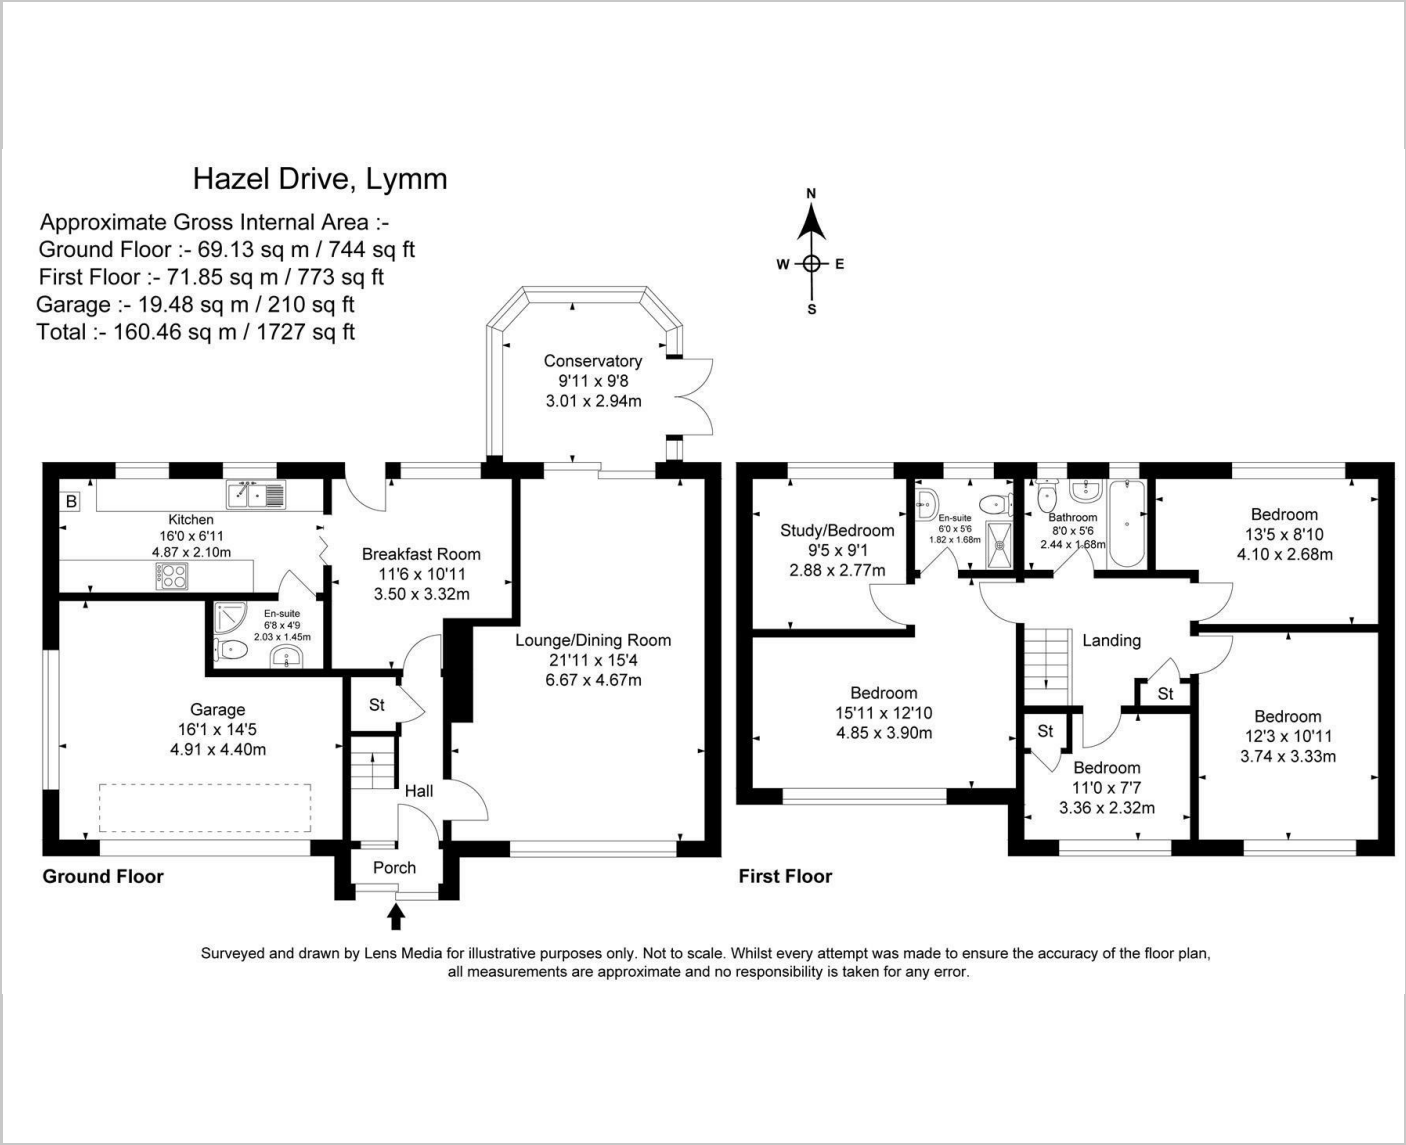 Hazel Drive, Lymm
Approximate Gross Internal Area :-
Ground Floor :- 69.13 sq m / 744 sq ft
First Floor :- 71.85 sq m / 773 sq ft
Garage :- 19.48 sq m / 210 sq ft
Total :- 160.46 sq m / 1727 sq ft
N
W
E
S
Conservatory
9'11 x 9'8
3.01 x 2.94m
B
Kitchen
16'0 x 6'11
4.87 x 2.10m
Breakfast Room
11'6 x 10'11
3.50 x 3.32m
En-suite
6'8 x 4'9
2.03 x 1.45m
Lounge/Dining Room
21'11 x 15'4
6.67 x 4.67m
Garage
16'1 x 14'5
4.91 x 4.40m
St
Hall
Porch
Ground Floor
Study/Bedroom
9'5 x 9'1
2.88 x 2.77m
En-suite
6'0 x 5'6
1.82 x 1.68m
Bathroom
8'0 x 5'6
2.44 x 1.68m
Bedroom
13'5 x 8'10
4.10 x 2.68m
Landing
St
Bedroom
15'11 x 12'10
4.85 x 3.90m
St
Bedroom
11'0 x 7'7
3.36 x 2.32m
Bedroom
12'3 x 10'11
3.74 x 3.33m
First Floor
Surveyed and drawn by Lens Media for illustrative purposes only. Not to scale. Whilst every attempt was made to ensure the accuracy of the floor plan,
all measurements are approximate and no responsibility is taken for any error.